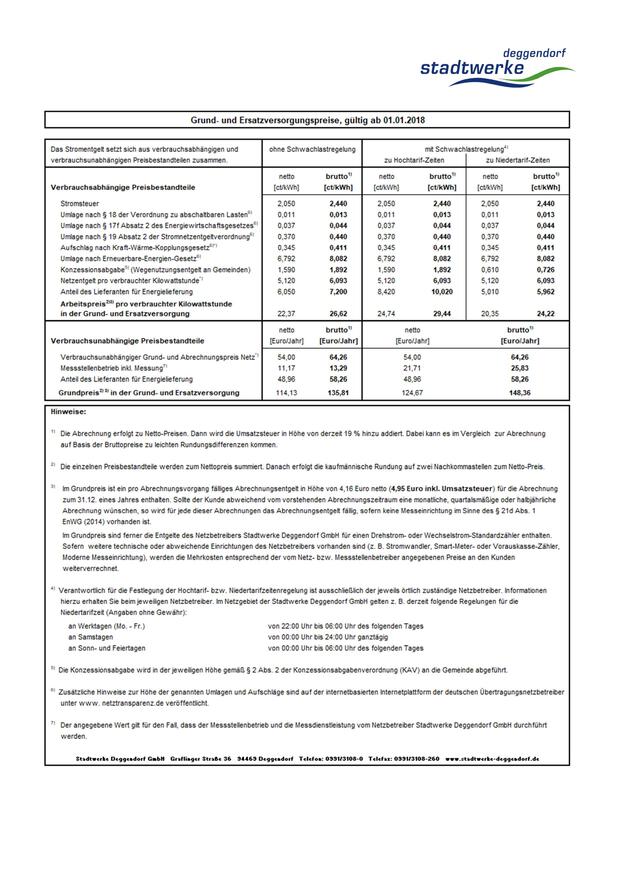 deggendorf
stadtwerke
Grund- und Ersatzversorgungspreise, gültig ab 01.01.2018
Das Stromentgelt setzt sich aus verbrauchsabhängigen und ohne Schwachlastregelung mit Schwachlastregelung4)
verbrauchsunabhängigen Preisbestandteilen zusammen. zu Hochtarif-Zeiten zu Niedertarif-Zeiten
netto brutto1) netto brutto1) netto brutto1)
Verbrauchsabhängige Preisbestandteile [ct/kWh] [ct/kWh] [ct/kWh] [ct/kWh] [ct/kWh] [ct/kWh]
Stromsteuer 2,050 2,440 2,050 2,440 2,050 2,440
Umlage nach § 18 der Verordnung zu abschaltbaren Lasten6) 0,011 0,013 0,011 0,013 0,011 0,013
Umlage nach § 17f Absatz 2 des Energiewirtschaftsgesetzes6) 0,037 0,044 0,037 0,044 0,037 0,044
Umlage nach § 19 Absatz 2 der Stromnetzentgeltverordnung6) 0,370 0,440 0,370 0,440 0,370 0,440
Aufschlag nach Kraft-Wärme-Kopplungsgesetz6)*) 0,345 0,411 0,345 0,411 0,345 0,411
Umlage nach Erneuerbare-Energien-Gesetz6) 6,792 8,082 6,792 8,082 6,792 8,082
Konzessionsabgabe5) (Wegenutzungsentgelt an Gemeinden) 1,590 1,892 1,590 1,892 0,610 0,726
Netzentgelt pro verbrauchter Kilowattstunde*) 5,120 6,093 5,120 6,093 5,120 6,093
Anteil des Lieferanten für Energielieferung 6,050 7,200 8,420 10,020 5,010 5,962
Arbeitspreis2)3) pro verbrauchter Kilowattstunde
in der Grund- und Ersatzversorgung 22,37 26,62 24,74 29,44 20,35 24,22
netto brutto1) netto brutto1)
Verbrauchsunabhängige Preisbestandteile [Euro/Jahr] [Euro/Jahr] [Euro/Jahr] [Euro/Jahr]
Verbrauchsunabhängiger Grund- und Abrechnungspreis Netz*) 54,00 64,26 54,00 64,26
Messstellenbetrieb inkl. Messung7) 11,17 13,29 21,71 25,83
Anteil des Lieferanten für Energielieferung 48,96 58,26 48,96 58,26
Grundpreis2) 3) in der Grund- und Ersatzversorgung 114,13 135,81 124,67 148,36
Hinweise:
1) Die Abrechnung erfolgt zu Netto-Preisen. Dann wird die Umsatzsteuer in Höhe von derzeit 19 % hinzu addiert. Dabei kann es im Vergleich zur Abrechnung
auf Basis der Bruttopreise zu leichten Rundungsdifferenzen kommen.
2) Die einzelnen Preisbestandteile werden zum Nettopreis summiert. Danach erfolgt die kaufmännische Rundung auf zwei Nachkommastellen zum Netto-Preis.
3) Im Grundpreis ist ein pro Abrechnungsvorgang fälliges Abrechnungsentgelt in Höhe von 4,16 Euro netto (4,95 Euro inkl. Umsatzsteuer) für die Abrechnung
zum 31.12. eines Jahres enthalten. Sollte der Kunde abweichend vom vorstehenden Abrechnungszeitraum eine monatliche, quartalsmäßige oder halbjährliche
Abrechnung wünschen, so wird für jede dieser Abrechnungen das Abrechnungsentgelt fällig, sofern keine Messeinrichtung im Sinne des § 21d Abs. 1
EnWG (2014) vorhanden ist.
Im Grundpreis sind ferner die Entgelte des Netzbetreibers Stadtwerke Deggendorf GmbH für einen Drehstrom- oder Wechselstrom-Standardzähler enthalten.
Sofern weitere technische oder abweichende Einrichtungen des Netzbetreibers vorhanden sind (z. B. Stromwandler, Smart-Meter- oder Vorauskasse-Zähler,
Moderne Messeinrichtung), werden die Mehrkosten entsprechend der vom Netz- bzw. Messstellenbetreiber angegebenen Preise an den Kunden
weiterverrechnet.
4) Verantwortlich für die Festlegung der Hochtarif- bzw. Niedertarifzeitenregelung ist ausschließlich der jeweils örtlich zuständige Netzbetreiber. Informationen
hierzu erhalten Sie beim jeweiligen Netzbetreiber. Im Netzgebiet der Stadtwerke Deggendorf GmbH gelten z. B. derzeit folgende Regelungen für die
Niedertarifzeit (Angaben ohne Gewähr):
an Werktagen (Mo. - Fr.) von 22:00 Uhr bis 06:00 Uhr des folgenden Tages
an Samstagen von 00:00 Uhr bis 24:00 Uhr ganztägig
an Sonn- und Feiertagen von 00:00 Uhr bis 06:00 Uhr des folgenden Tages
5) Die Konzessionsabgabe wird in der jeweiligen Höhe gemäß § 2 Abs. 2 der Konzessionsabgabenverordnung (KAV) an die Gemeinde abgeführt.
6) Zusätzliche Hinweise zur Höhe der genannten Umlagen und Aufschläge sind auf der internetbasierten Internetplattform der deutschen Übertragungsnetzbetreiber
unter www. netztransparenz.de veröffentlicht.
7) Der angegebene Wert gilt für den Fall, dass der Messstellenbetrieb und die Messdienstleistung vom Netzbetreiber Stadtwerke Deggendorf GmbH durchführt
werden.
Stadtwerke Deggendorf GmbH Graflinger Straße 36 94469 Deggendorf Telefon: 0991/3108-0 Telefax: 0991/3108-260 www.stadtwerke-deggendorf.de